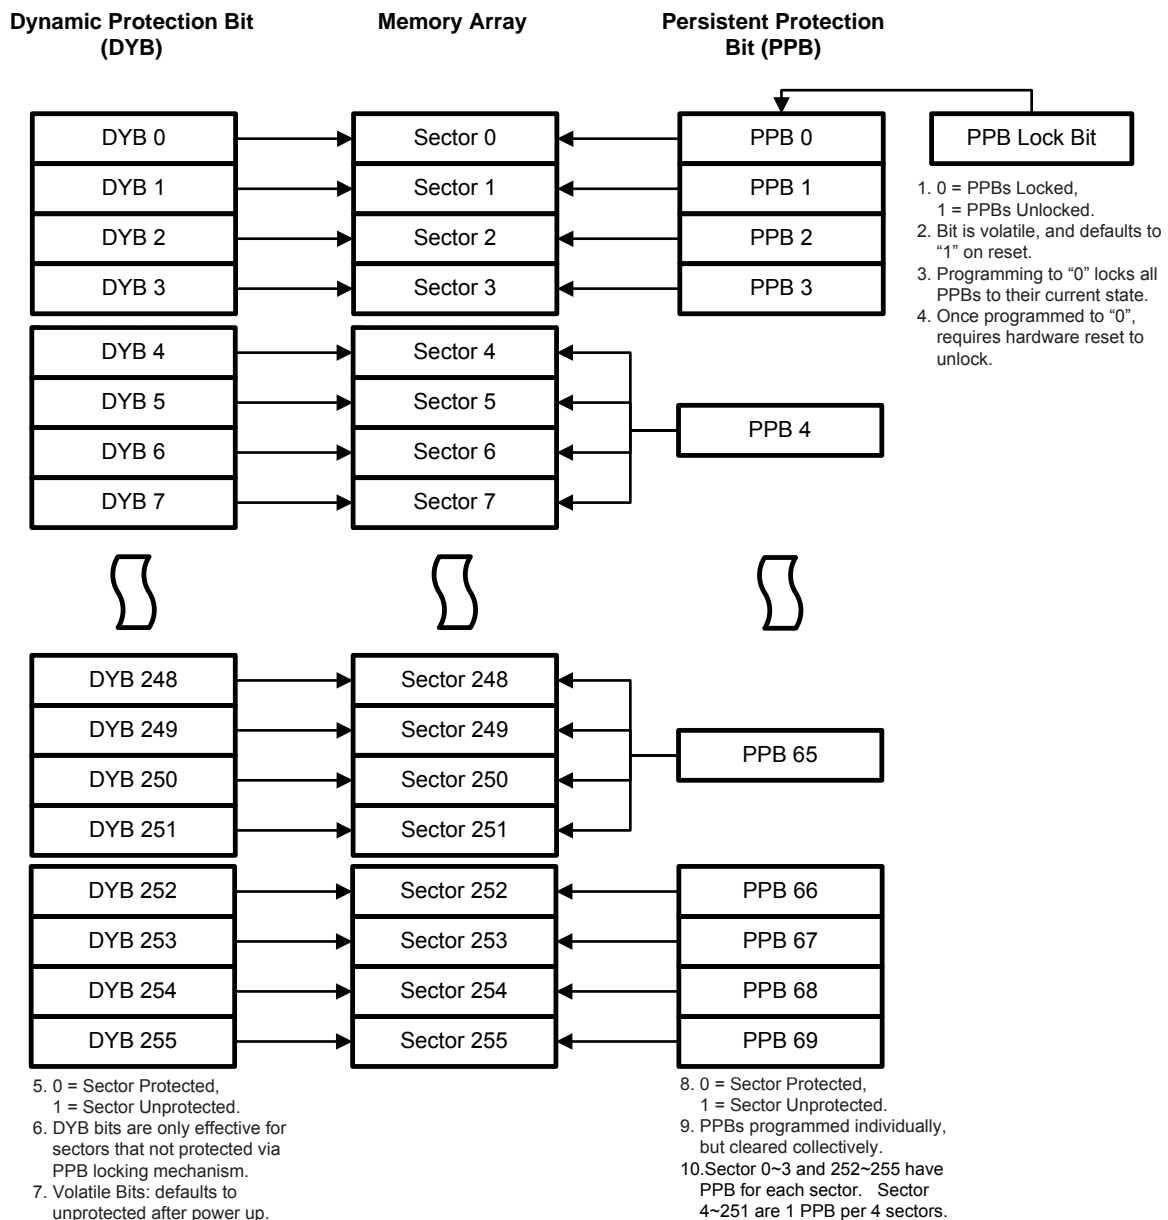 Dynamic Protection Bit
(DYB)
Memory Array
Persistent Protection
Bit (PPB)
DYB 0
Sector 0
PPB 0
PPB Lock Bit
DYB 1
Sector 1
PPB 1
DYB 2
Sector 2
PPB 2
DYB 3
Sector 3
PPB 3
1. 0 = PPBs Locked,
1 = PPBs Unlocked.
2. Bit is volatile, and defaults to
“1” on reset.
3. Programming to “0” locks all
PPBs to their current state.
4. Once programmed to “0”,
requires hardware reset to
unlock.
DYB 4
Sector 4
DYB 5
Sector 5
DYB 6
Sector 6
DYB 7
Sector 7
PPB 4
DYB 248
Sector 248
DYB 249
Sector 249
DYB 250
Sector 250
DYB 251
Sector 251
PPB 65
DYB 252
Sector 252
PPB 66
DYB 253
Sector 253
PPB 67
DYB 254
Sector 254
PPB 68
DYB 255
Sector 255
PPB 69
5. 0 = Sector Protected,
1 = Sector Unprotected.
6. DYB bits are only effective for
sectors that not protected via
PPB locking mechanism.
7. Volatile Bits: defaults to
unprotected after power up.
8. 0 = Sector Protected,
1 = Sector Unprotected.
9. PPBs programmed individually,
but cleared collectively.
10.Sector 0~3 and 252~255 have
PPB for each sector. Sector
4~251 are 1 PPB per 4 sectors.